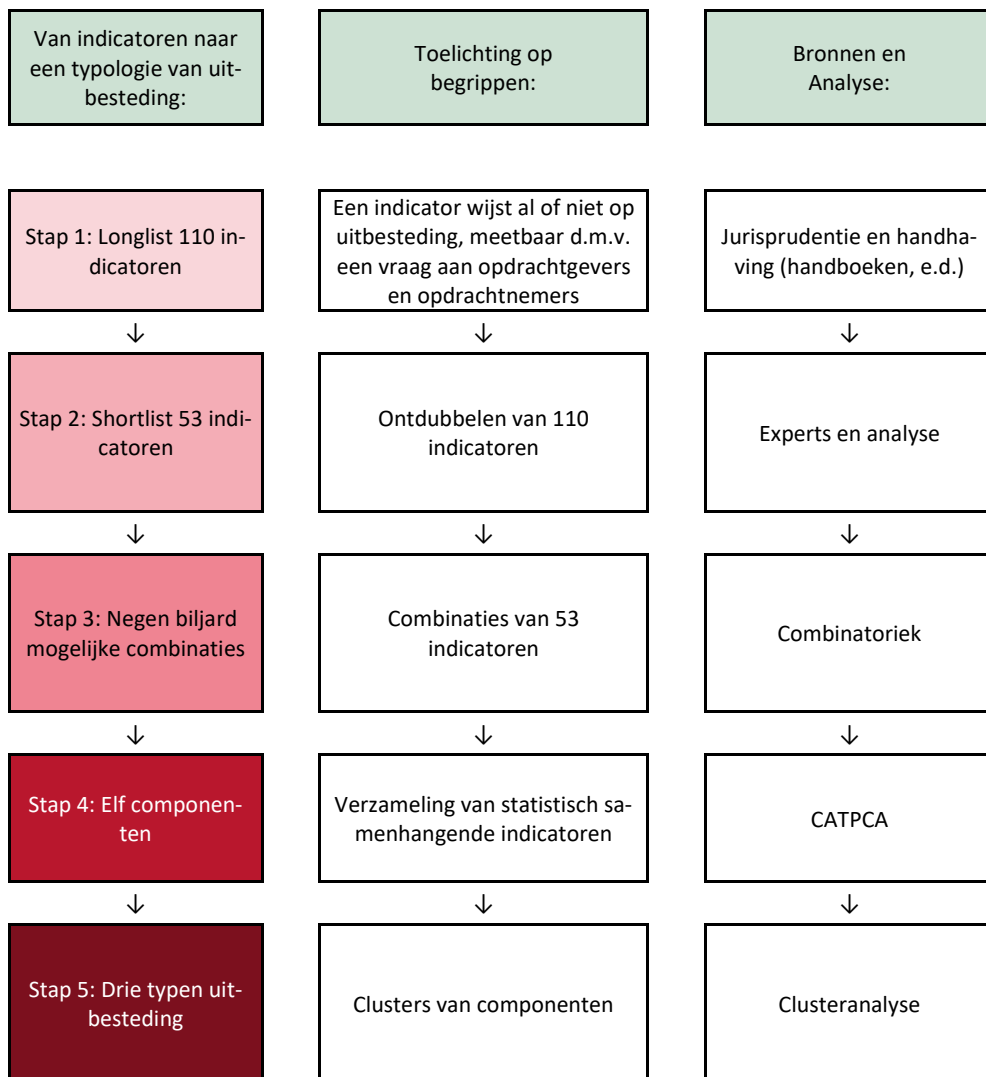 Van indicatoren naar
een typologie van uit-
besteding:
Toelichting op
begrippen:
Bronnen en
Analyse:
Stap 1: Longlist 110 in-
dicatoren
Een indicator wijst al of niet op
uitbesteding, meetbaar d.m.v.
een vraag aan opdrachtgevers
en opdrachtnemers
Jurisprudentie en handha-
ving (handboeken, e.d.)
↓
↓
↓
Stap 2: Shortlist 53 indi-
catoren
Ontdubbelen van 110
indicatoren
Experts en analyse
↓
↓
↓
Stap 3: Negen biljard
mogelijke combinaties
Combinaties van 53
indicatoren
Combinatoriek
↓
↓
↓
Stap 4: Elf componen-
ten
Verzameling van statistisch sa-
menhangende indicatoren
CATPCA
↓
↓
↓
Stap 5: Drie typen uit-
besteding
Clusters van componenten
Clusteranalyse